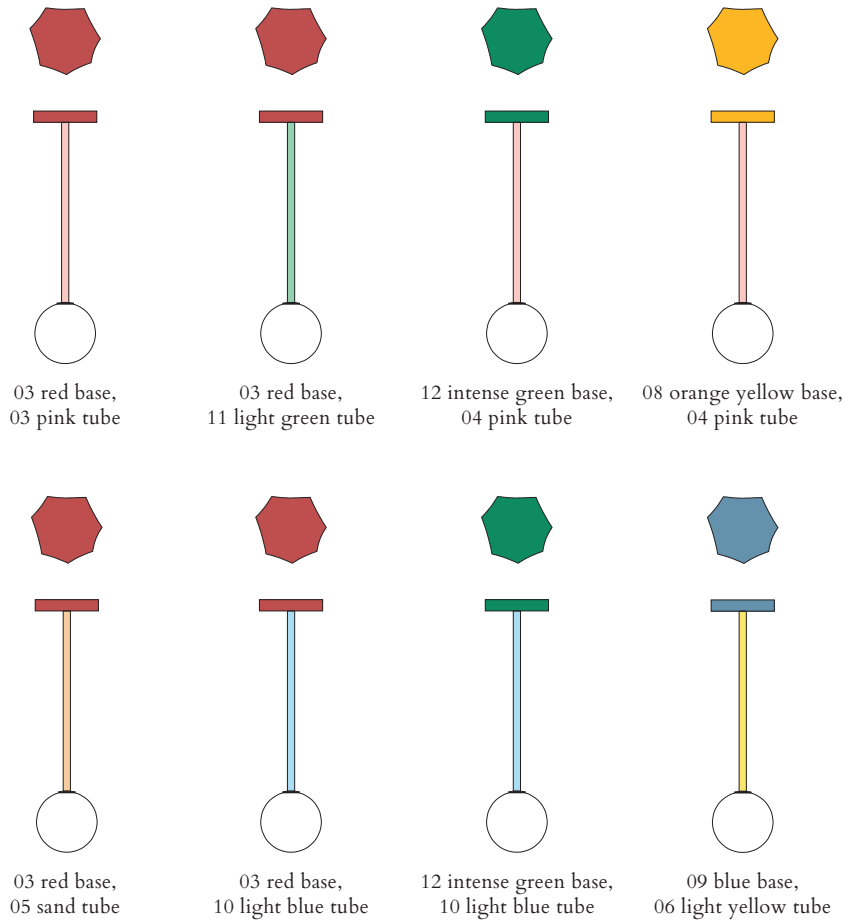 03 red base,
03 pink tube
03 red base,
11 light green tube
12 intense green base,
04 pink tube
08 orange yellow base,
04 pink tube
03 red base,
05 sand tube
03 red base,
10 light blue tube
12 intense green base,
10 light blue tube
09 blue base,
06 light yellow tube